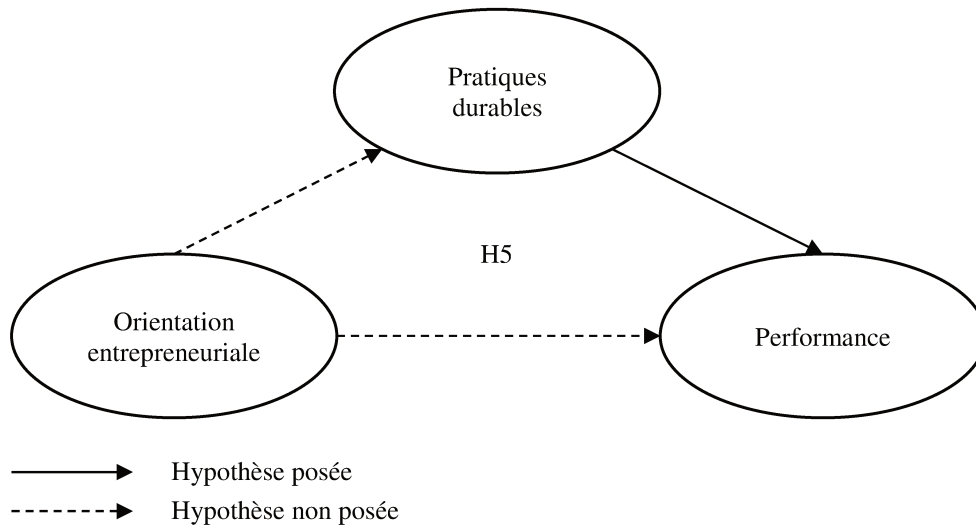 Pratiques
durables
H5
Orientation
entrepreneuriale
Performance
Hypothèse posée
Hypothèse non posée